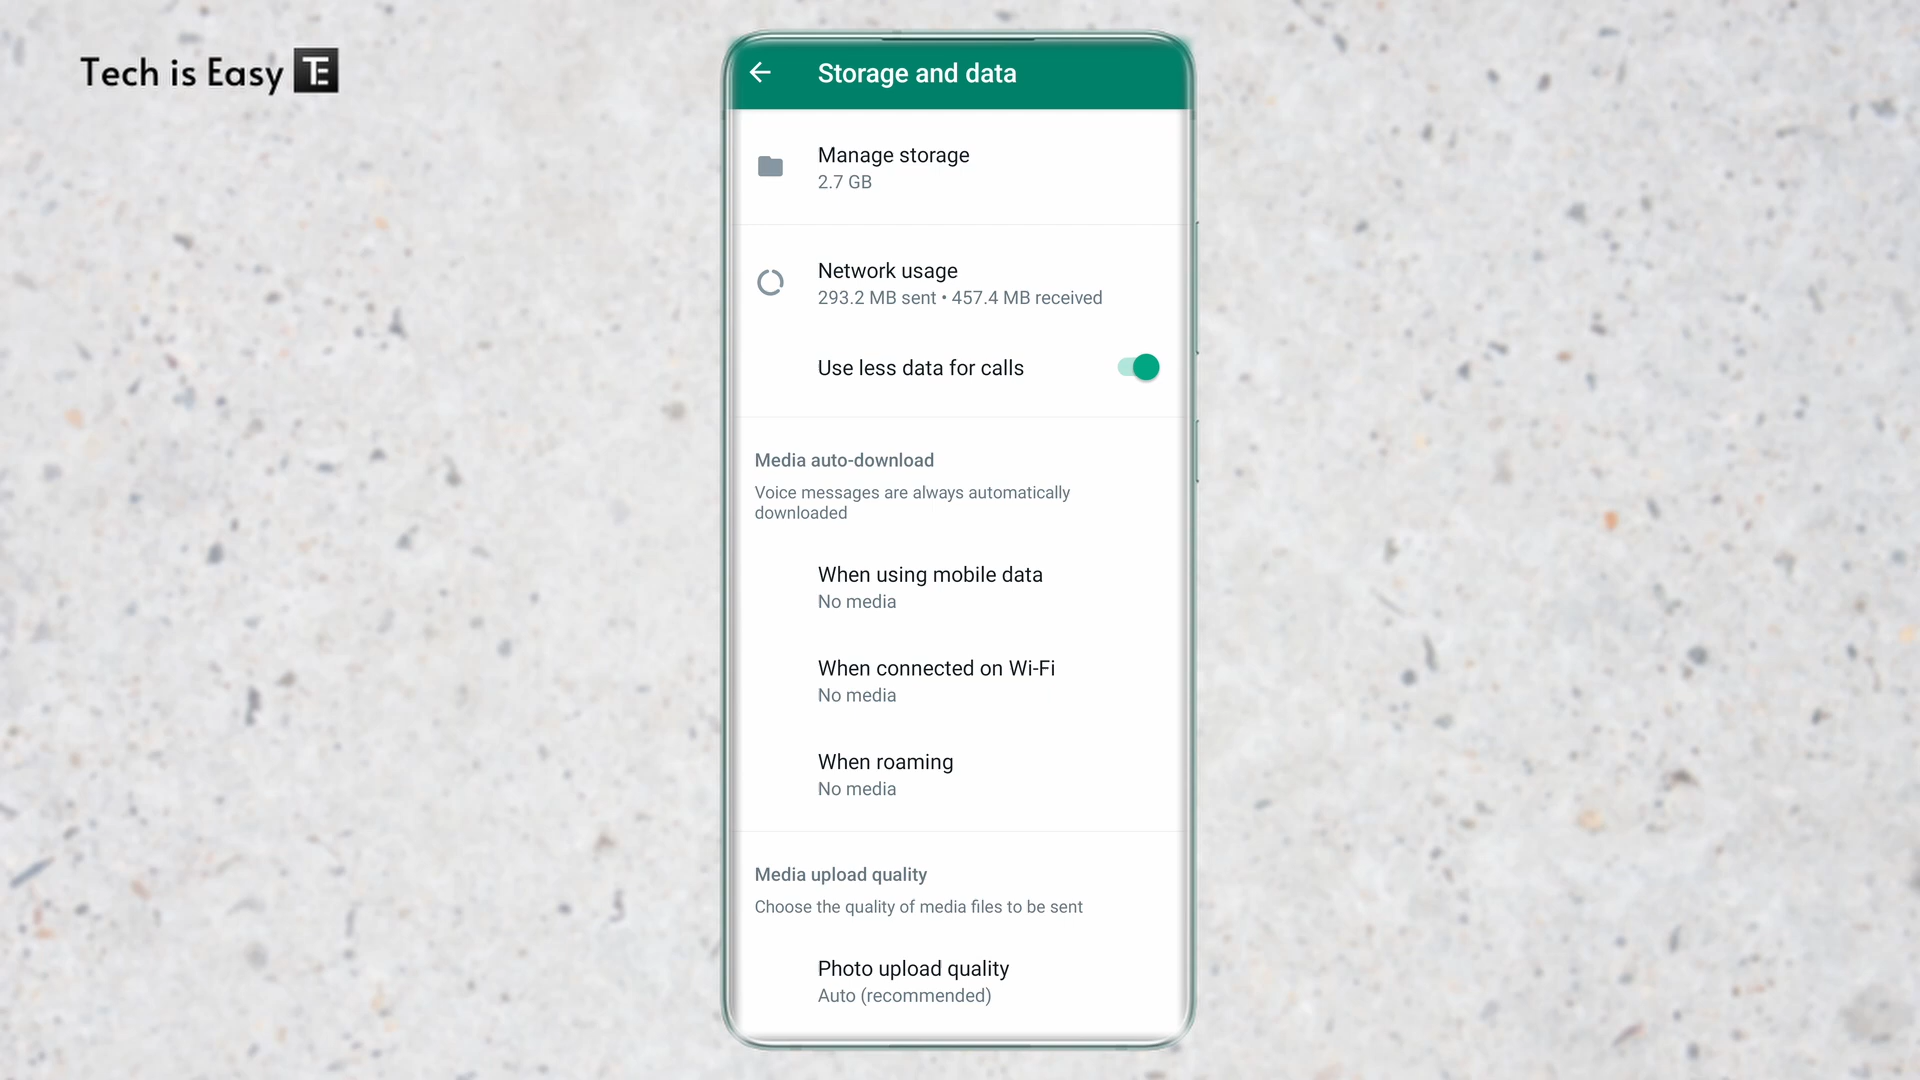 Tech is Easy TE
Storage and data
Manage storage
2.7 GB
Network usage
293.2 MB sent • 457.4 MB received
Use less data for calls
Media auto-download
Voice messages are always automatically
downloaded
When using mobile data
No media
When connected on Wi-Fi
No media
When roaming
No media
Media upload quality
Choose the quality of media files to be sent
Photo upload quality
Auto (recommended)